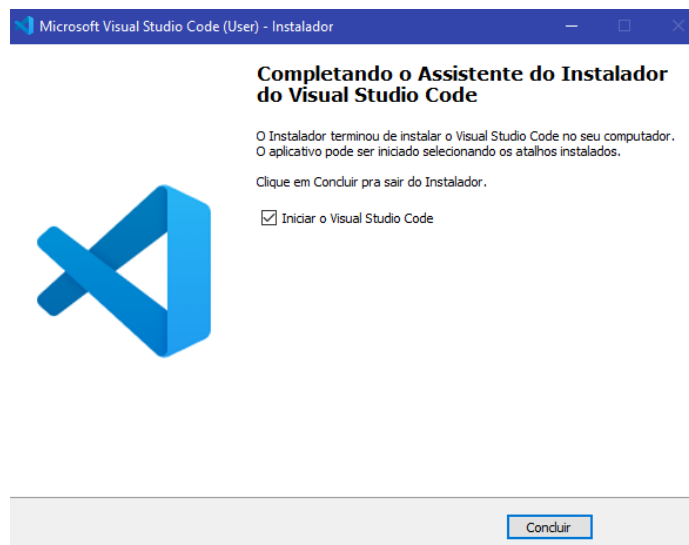 Microsoft Visual Studio Code (User) - Instalador
Completando o Assistente do Instalador
do Visual Studio Code
O Instalador terminou de instalar o Visual Studio Code no seu computador.
O aplicativo pode ser iniciado selecionando os atalhos instalados.
Clique em Concluir pra sair do Instalador.
Iniciar o Visual Studio Code
Concluir